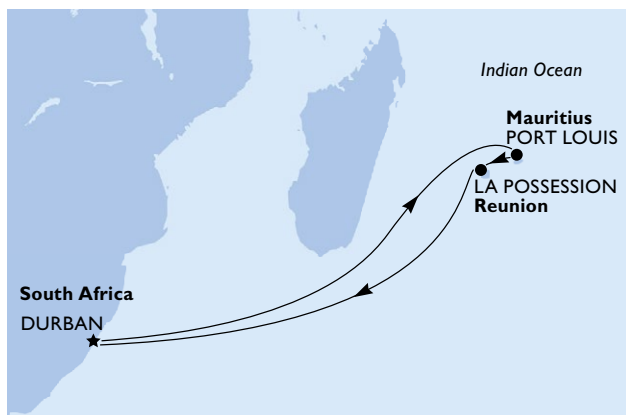 Indian Ocean
Mauritius
PORT LOUIS
LA POSSESSION
Reunion
South Africa
DURBAN